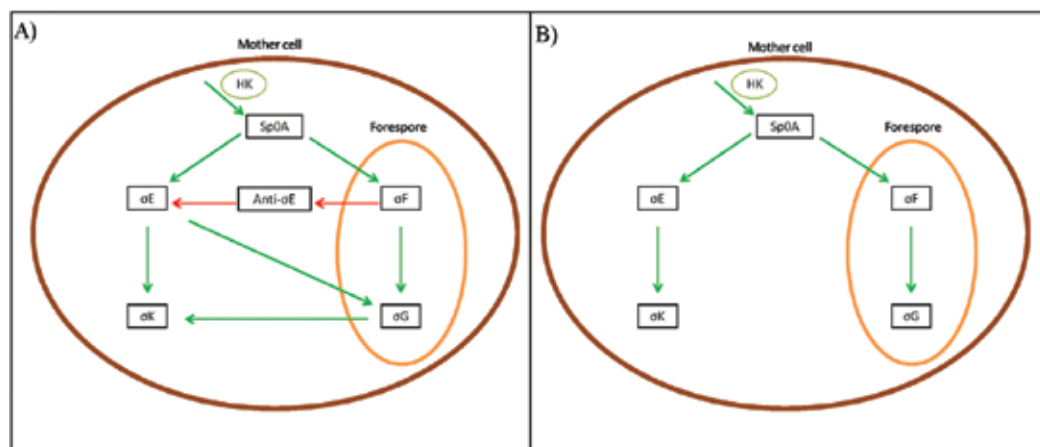 A)
Mother cell
HK
Sp0A
Forespore
σE
Anti-σE
σF
σK
σG
B)
Mother cell
HK
Sp0A
Forespore
σE
σF
σK
σG